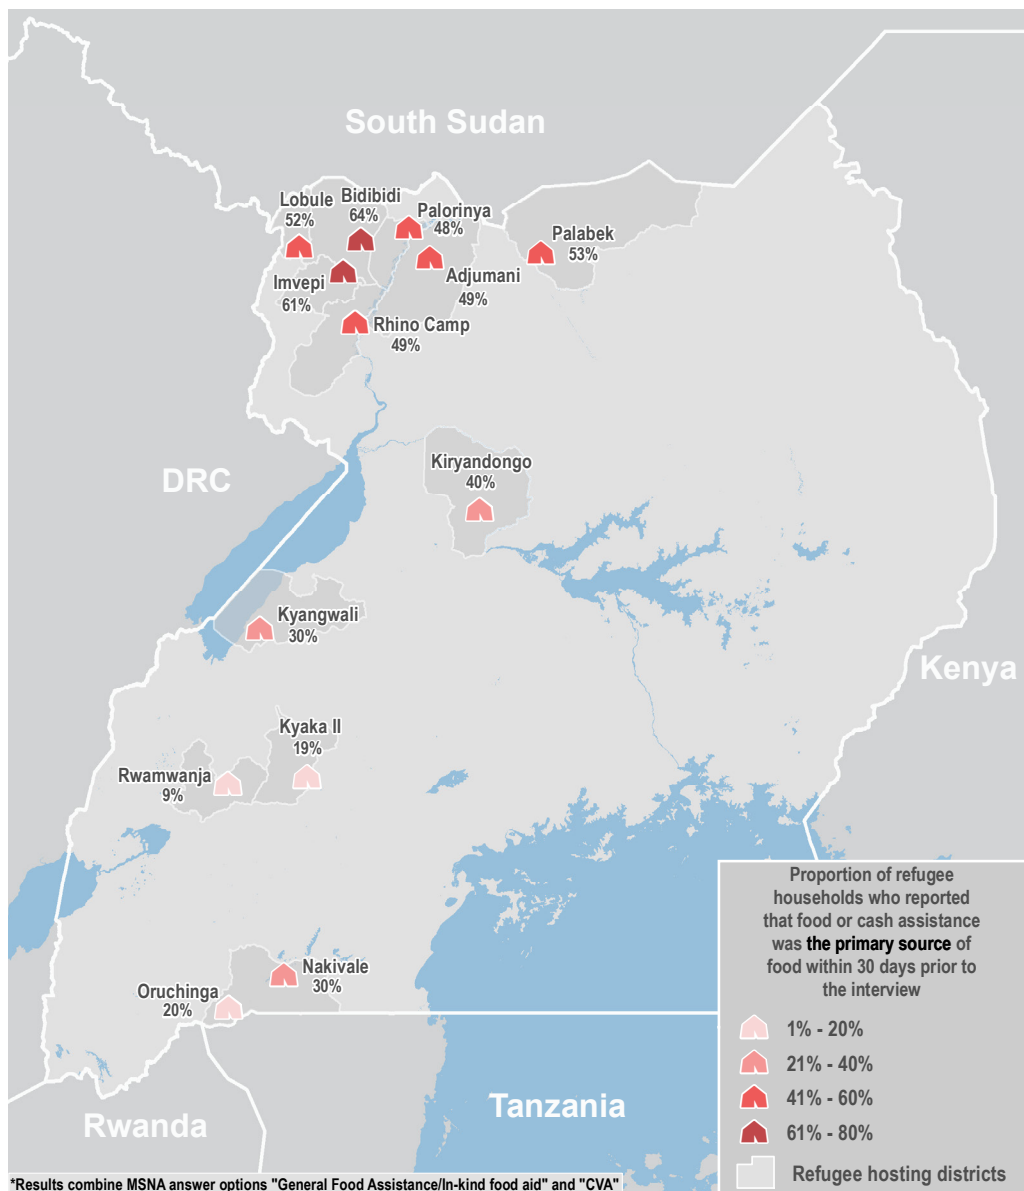 South Sudan
Lobule
52%
Bidibidi
64%
Palorinya
48%
Palabek
53%
Imvepi
61%
Adjumani
49%
Rhino Camp
49%
DRC
Kiryandongo
40%
Kyangwali
30%
Kenya
Kyaka II
19%
Rwamwanja
9%
Nakivale
30%
Oruchinga
20%
Rwanda
Tanzania
Proportion of refugee
households who reported
that food or cash assistance
was the primary source of
food within 30 days prior to
the interview
1% - 20%
21% - 40%
41% - 60%
61% - 80%
Refugee hosting districts
*Results combine MSNA answer options "General Food Assistance/In-kind food aid" and "CVA"